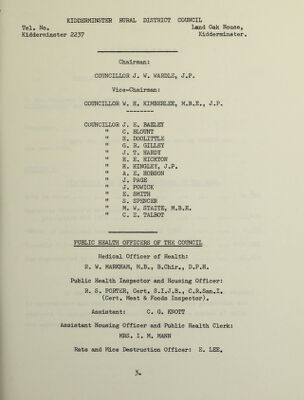 KIDDERMINSTER RURAL DISTRICT COUNCIL
Tel. No. Land Oak House,
Kidderminster 2237 Kidderminster.
Chairman:
COUNCILLOR J. W. WARDLE, J.P.
Vice-Chairman:
COUNCILLOR W. H. KIMBERLEE, M.B.E., J.P.
COUNCILLOR J. E. BAZLEY
" C. BLOUNT
" H. DOOLITTLE
" G. R. GILLEY
" J. T. HARDY
" H. E. HICKTON
" H. HINGLEY, J.P.
" A. E. HOBSON
" J. PAGE
" J. POWICK
" E. SMITH
" S. SPENCER
" M. W. STAITE, M.B.E.
" C. E. TALBOT
PUBLIC HEALTH OFFICERS OF THE COUNCIL
Medical Officer of Health:
R. W. MARKHAM, M.B., B.Chir., D.P.H.
Public Health Inspector and Housing Officer:
R. S. PORTER, Cert. S.I.J.B., C.R.San.I.
(Cert. Meat & Foods Inspector).
Assistant: C. G. KNOTT
Assistant Housing Officer and Public Health Clerk:
MRS. I. M. MANN
Rats and Mice Destruction Officer: E. LEE.
3.